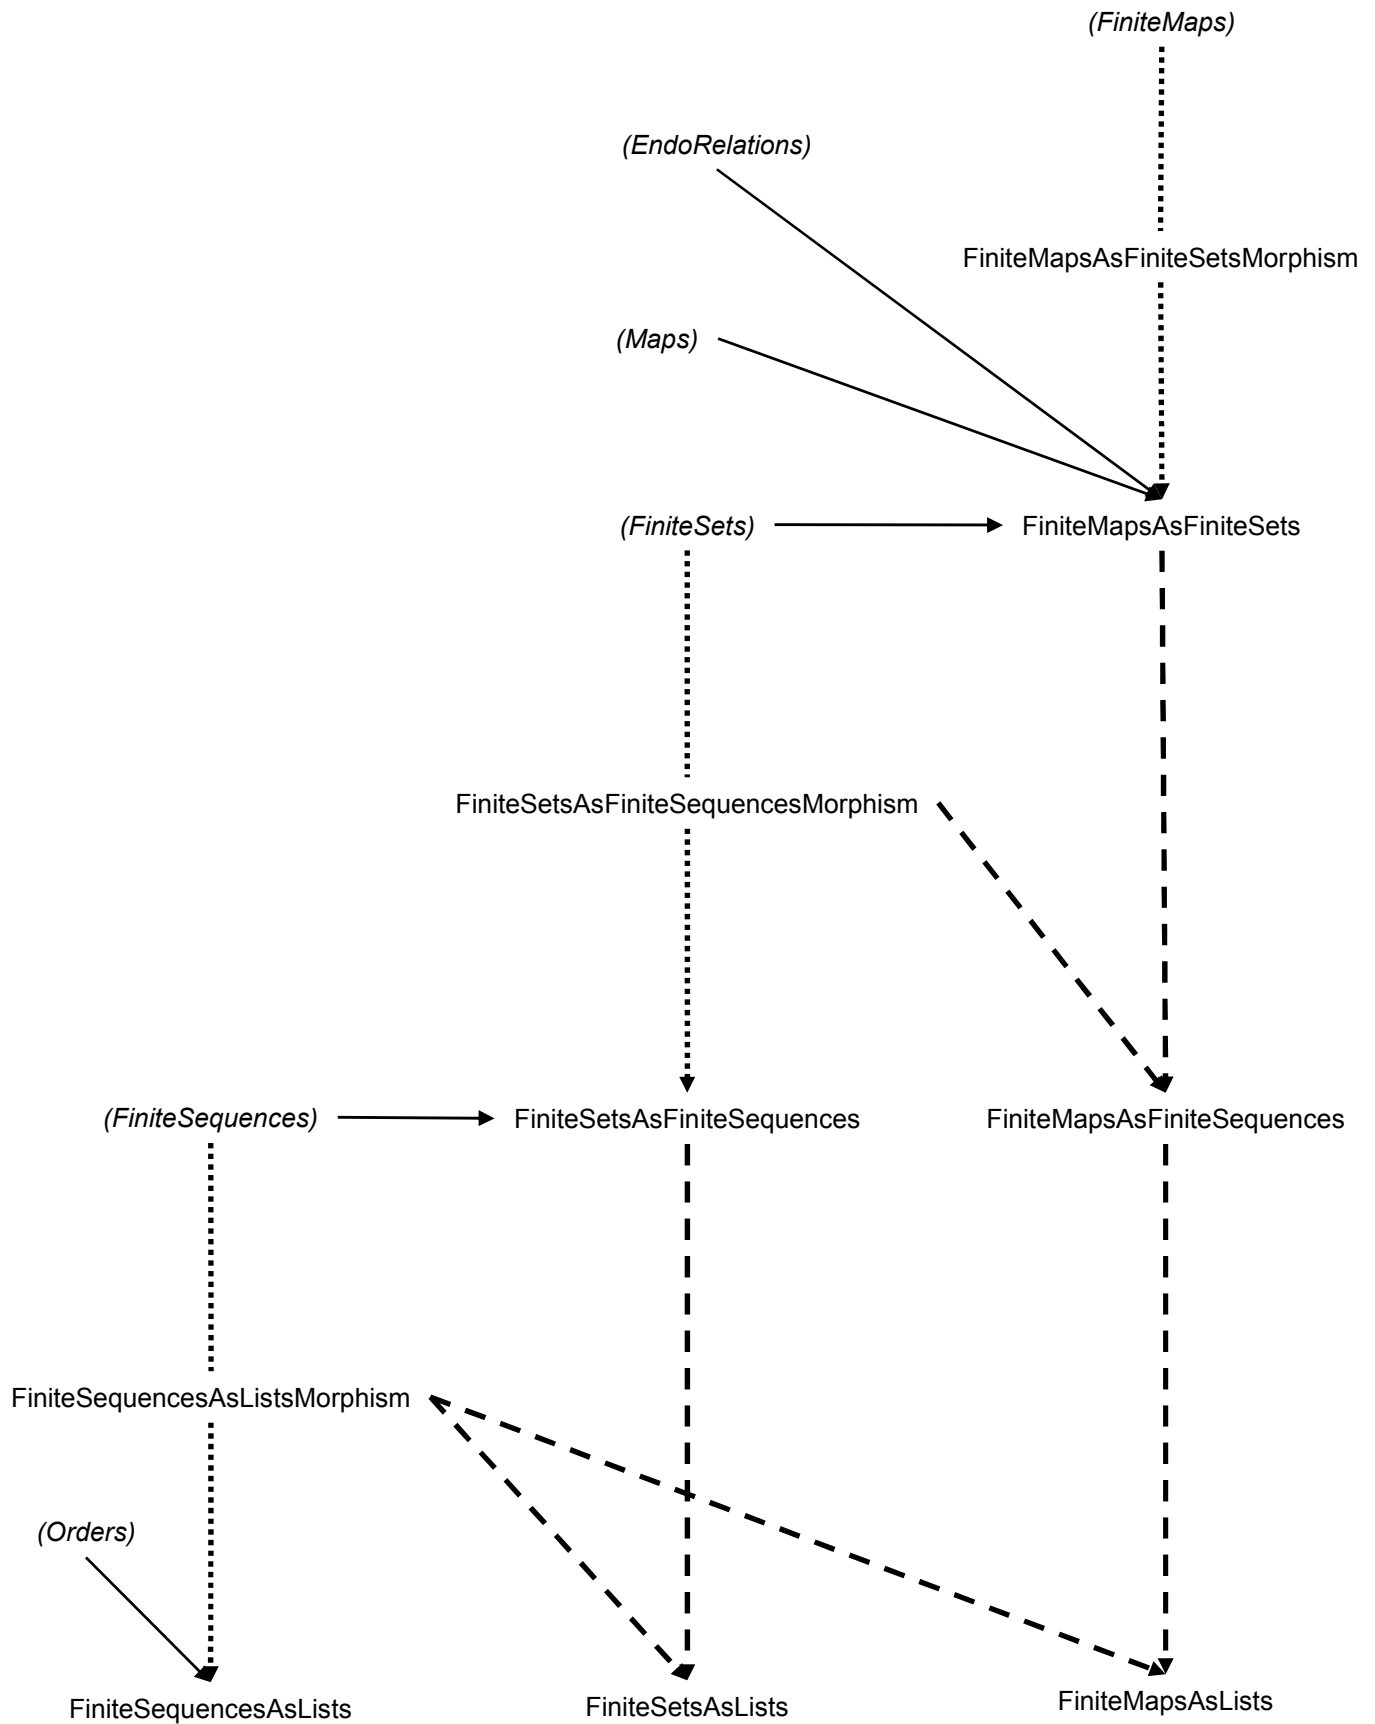 (FiniteMaps)
(EndoRelations)
FiniteMapsAsFiniteSetsMorphism
(Maps)
(FiniteSets)
FiniteMapsAsFiniteSets
FiniteSetsAsFiniteSequencesMorphism
(FiniteSequences)
FiniteSetsAsFiniteSequences
FiniteMapsAsFiniteSequences
FiniteSequencesAsListsMorphism
(Orders)
FiniteSequencesAsLists
FiniteSetsAsLists
FiniteMapsAsLists